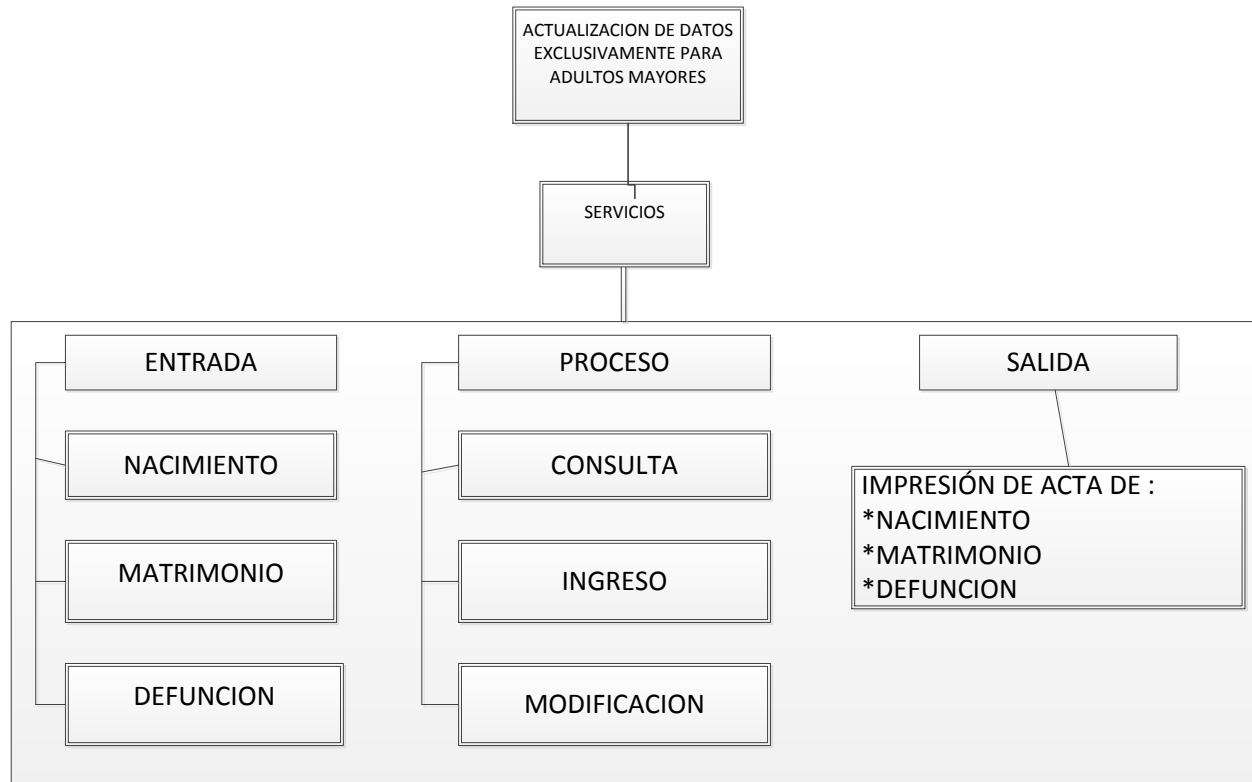 ACTUALIZACION DE DATOS
EXCLUSIVAMENTE PARA
ADULTOS MAYORES
SERVICIOS
ENTRADA
NACIMIENTO
MATRIMONIO
DEFUNCION
PROCESO
CONSULTA
INGRESO
MODIFICACION
SALIDA
IMPRESIÓN DE ACTA DE :
*NACIMIENTO
*MATRIMONIO
*DEFUNCION